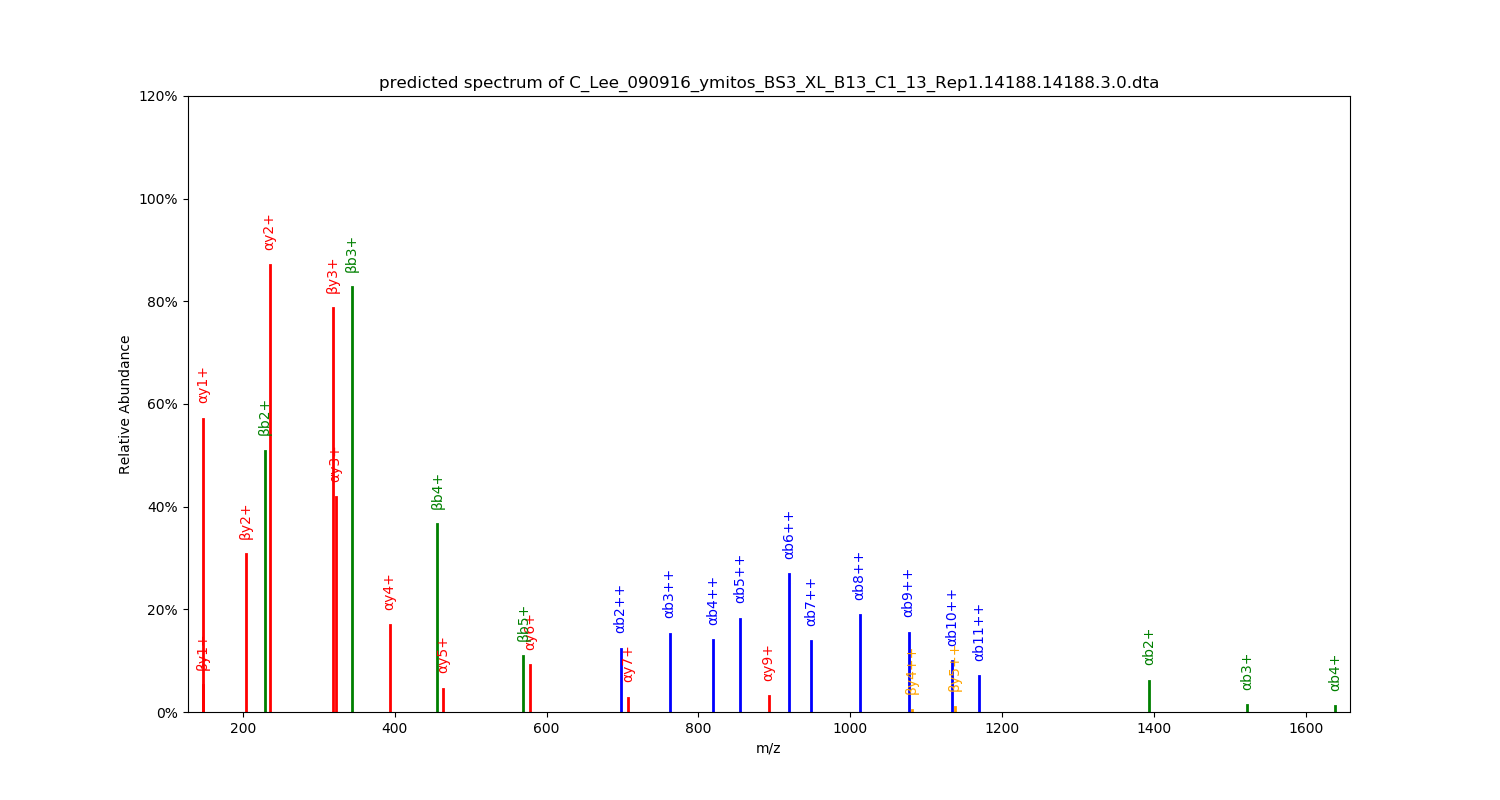 predicted spectrum of C_Lee_090916_ymitos_BS3_XL_B13_C1_13_Rep1.14188.14188.3.0.dta
120%
100%
80%
60%
40%
20%
0%
Relative Abundance
αy1+
βy1+
βy2+
βb2+
αy2+
βy3+
αy3+
βb3+
αy4+
βb4+
αy5+
βb5+
αy6+
αb2++
αy7+
αb3++
αb4++
αb5++
αy9+
αb6++
αb7++
αb8++
αb9++
βy4++
αb10++
βy5++
αb11++
αb2+
αb3+
αb4+
200
400
600
800
1000
1200
1400
1600
m/z